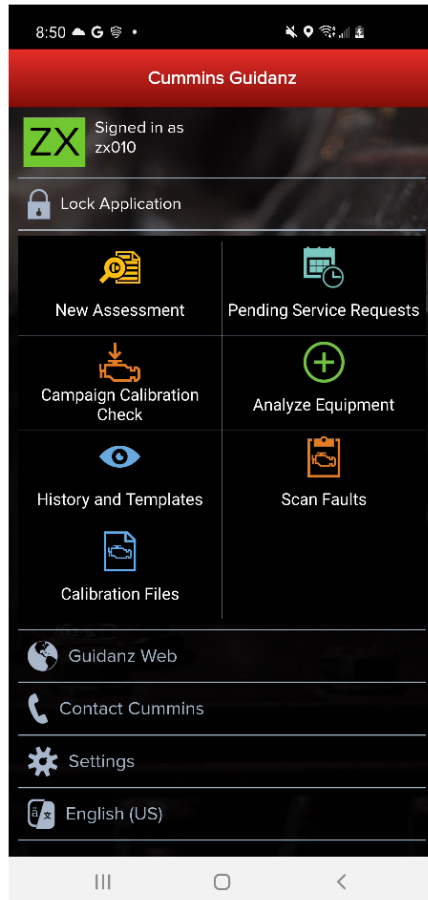 8:50 G
Cummins Guidanz
ZX
Signed in as
zx010
Lock Application
New Assessment
Pending Service Requests
Campaign Calibration
Check
Analyze Equipment
History and Templates
Scan Faults
Calibration Files
Guidanz Web
Contact Cummins
Settings
English (US)